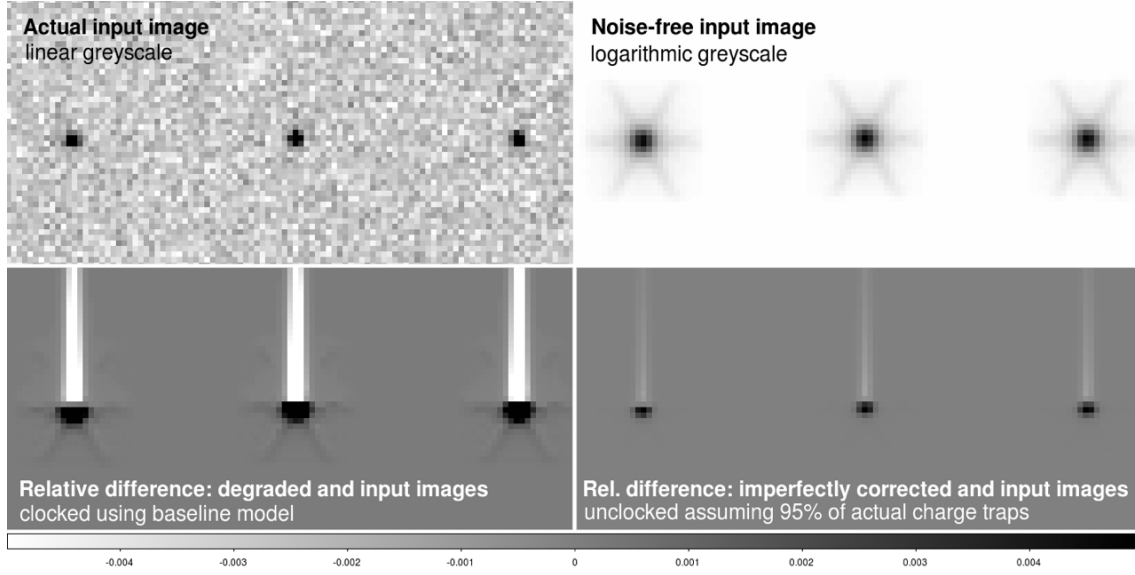 Actual input image
linear greyscale
Noise-free input image
logarithmic greyscale
Relative difference: degraded and input images
clocked using baseline model
Rel. difference: imperfectly corrected and input images
unclocked assuming 95% of actual charge traps
-0.004 -0.003 -0.002 -0.001 0 0.001 0.002 0.003 0.004